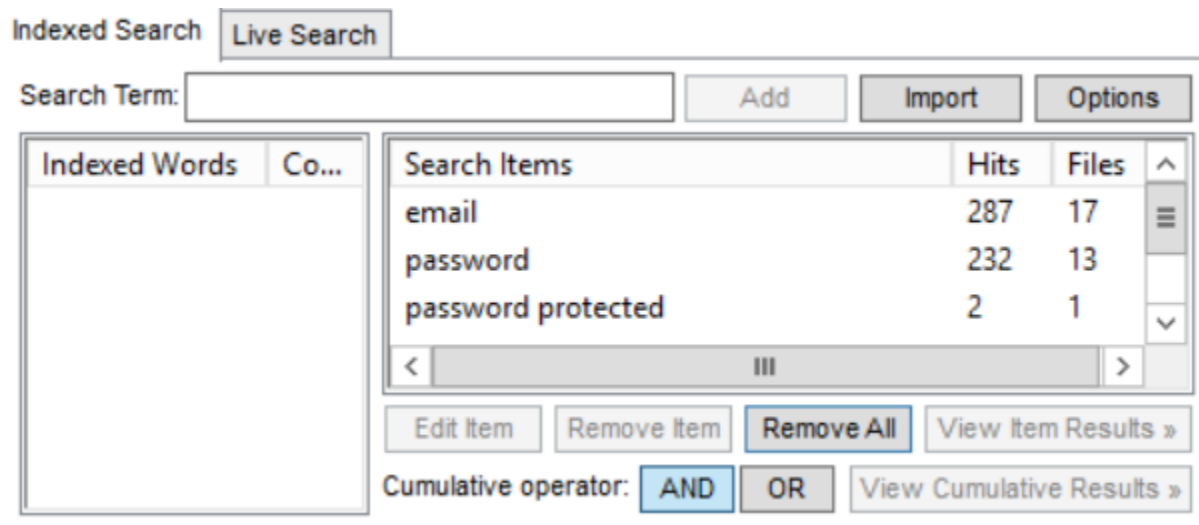 Indexed Search Live Search
Search Term: Add Import Options
Indexed Words Co... Search Items Hits Files
email 287 17
password 232 13
password protected 2 1
Edit Item Remove Item Remove All View Item Results »
Cumulative operator: AND OR View Cumulative Results »